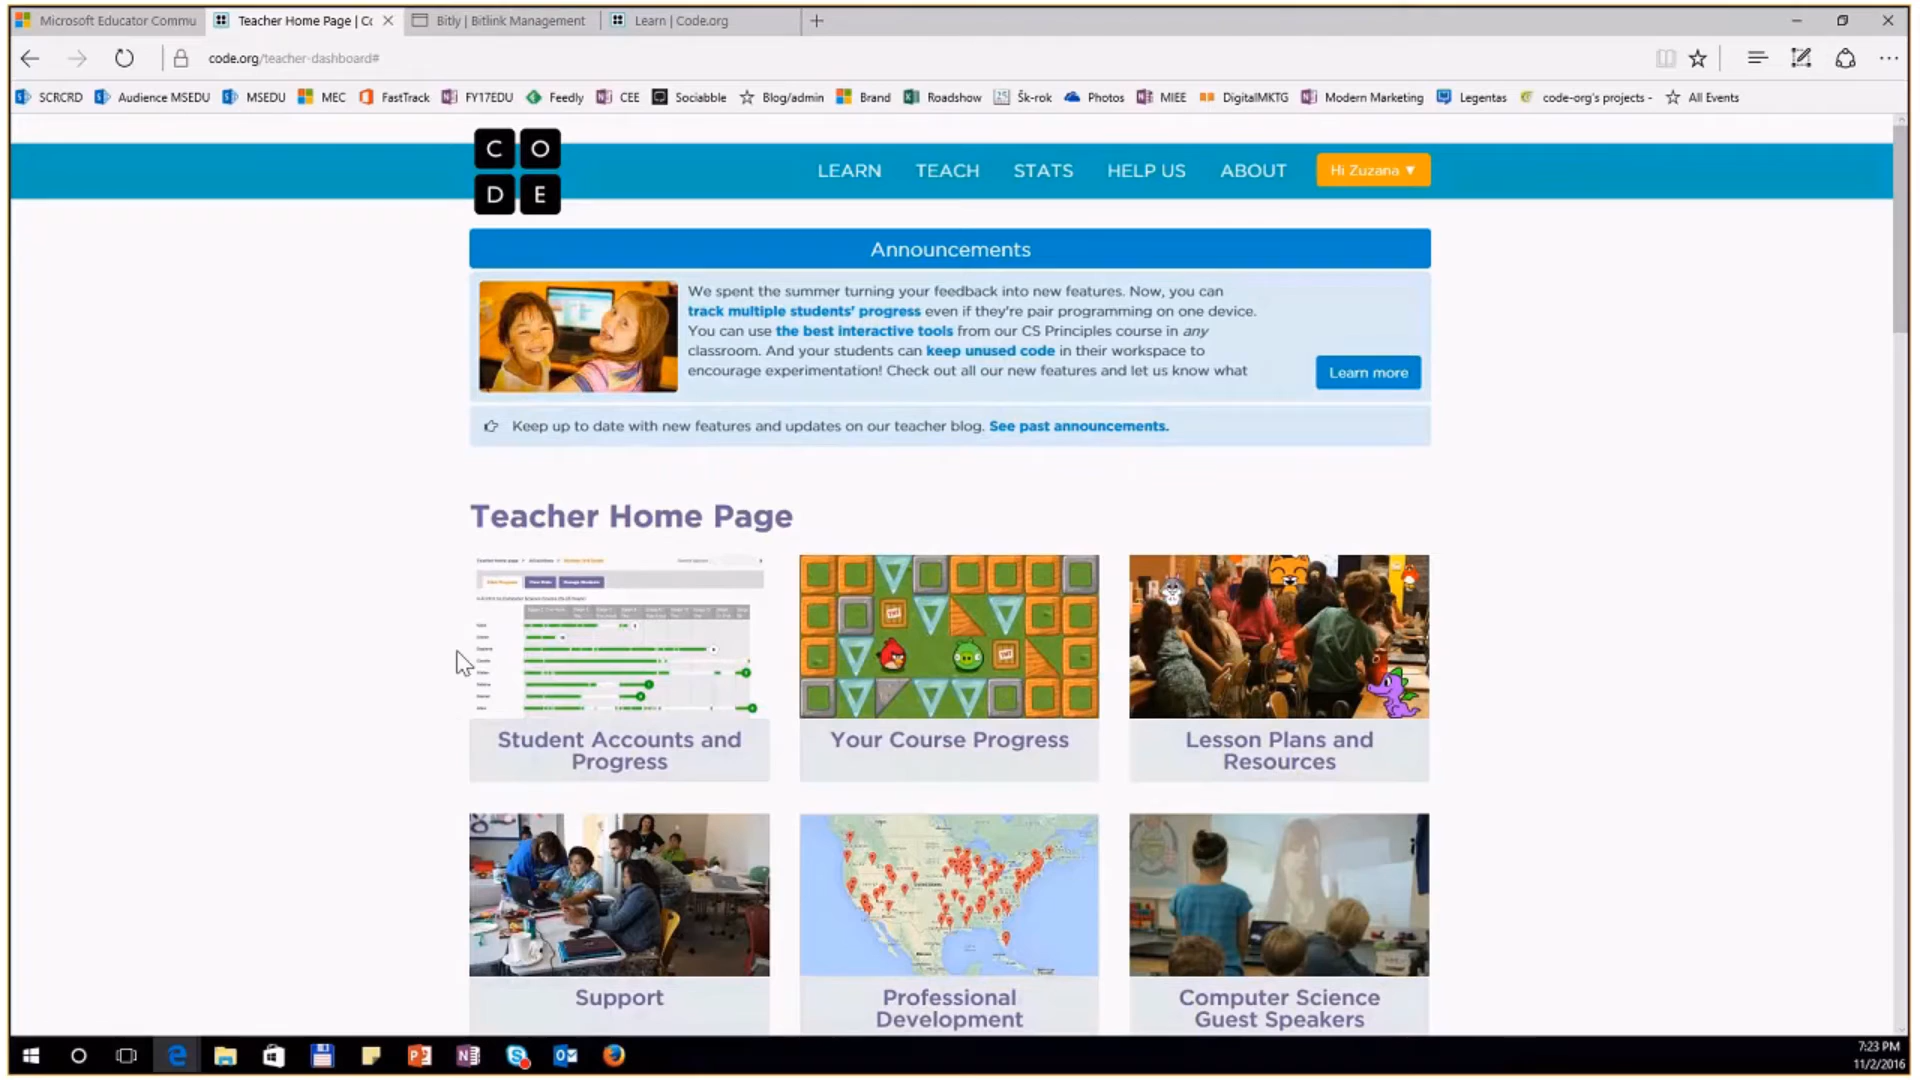 Microsoft Educator Commu
Teacher Home Page | Cc
Bitly | Bitlink Management
Learn | Code.org
code.org/teacher-dashboard#
SCRCRD
Audience MSEDU
MSEDU
MEC
FastTrack
FY17EDU
Feedly
CEE
Sociabble
Blog/admin
Brand
Roadshow
Šk-rok
Photos
MIEE
DigitalMKTG
Modern Marketing
Legentas
code-org's projects -
All Events
C O
D E
LEARN
TEACH
STATS
HELP US
ABOUT
Hi Zuzana ▼
Announcements
We spent the summer turning your feedback into new features. Now, you can
track multiple students' progress even if they're pair programming on one device.
You can use the best interactive tools from our CS Principles course in any
classroom. And your students can keep unused code in their workspace to
encourage experimentation! Check out all our new features and let us know what
Learn more
Keep up to date with new features and updates on our teacher blog. See past announcements.
Teacher Home Page
TNT
TNT
Student Accounts and
Progress
Your Course Progress
Lesson Plans and
Resources
Support
Professional
Development
Computer Science
Guest Speakers
7:23 PM
11/2/2016